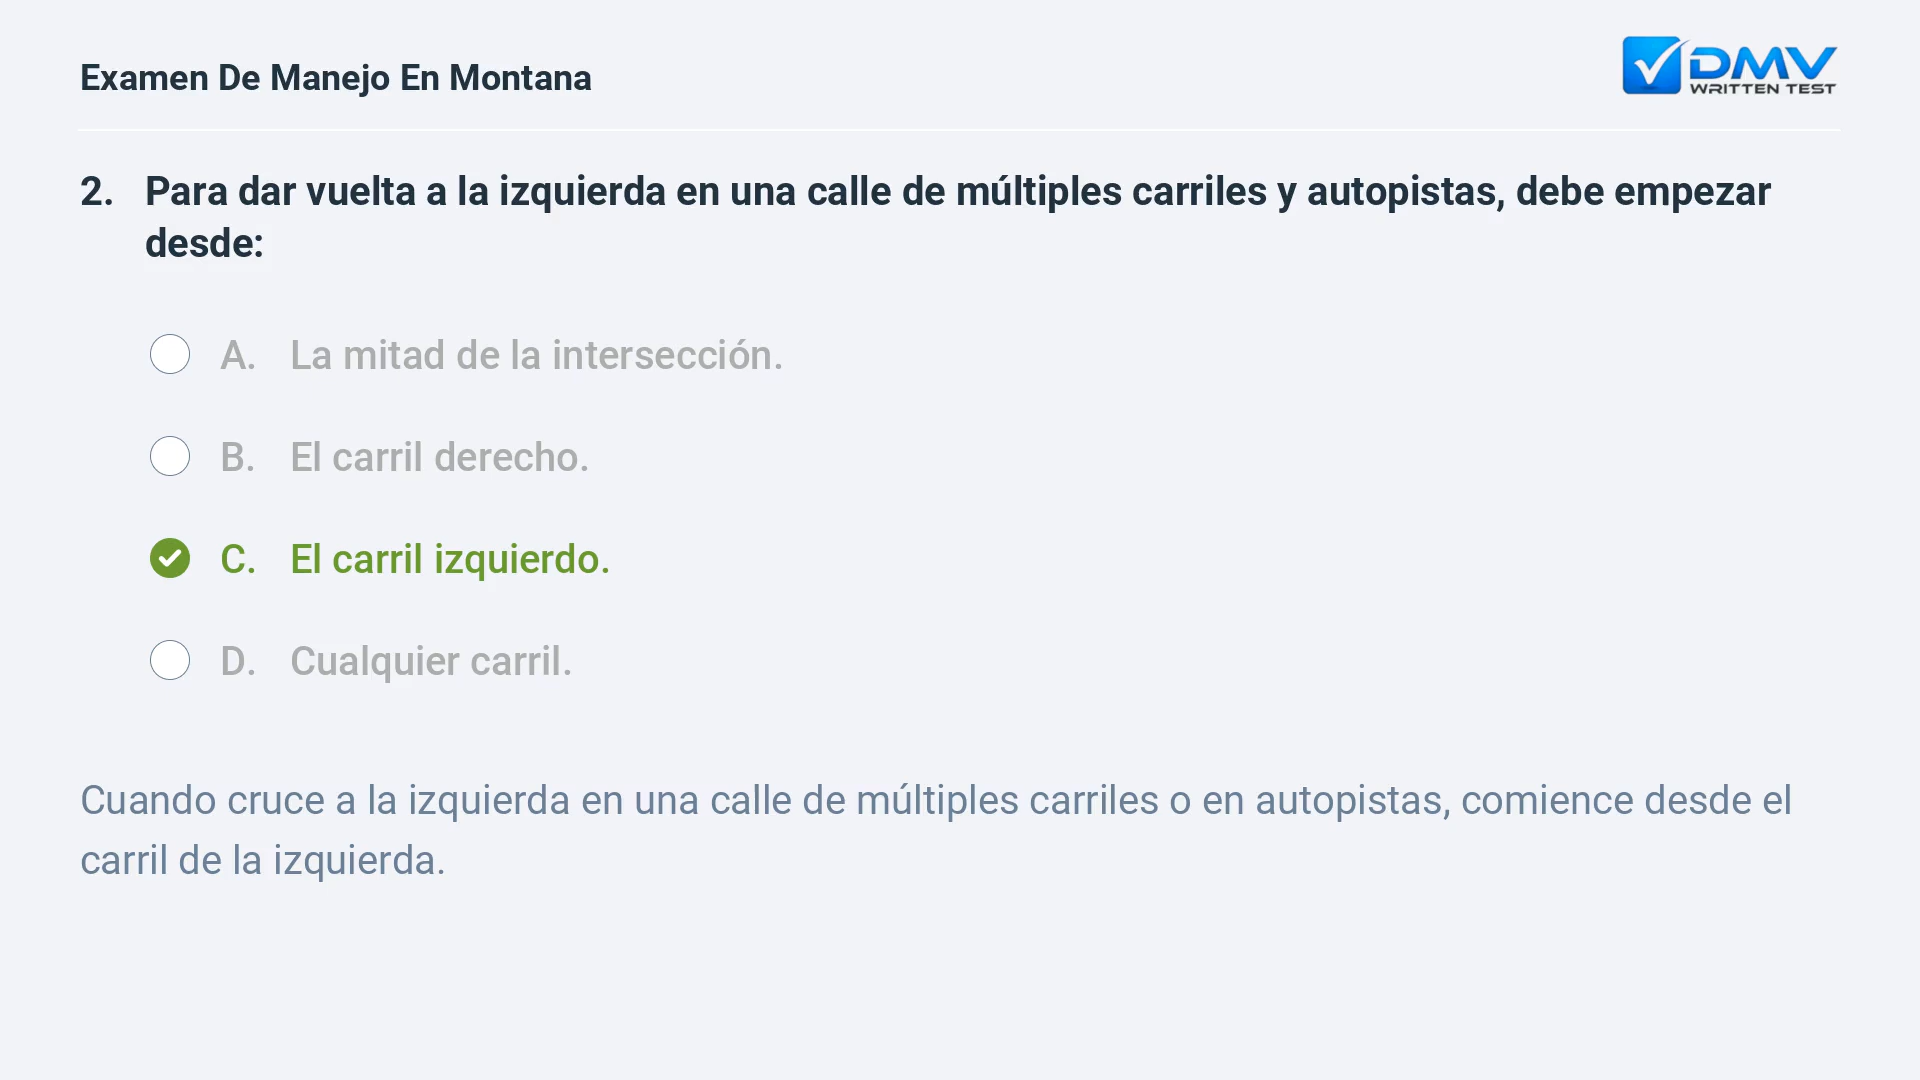 Examen De Manejo En Montana
DMV
WRITTEN TEST
2. Para dar vuelta a la izquierda en una calle de múltiples carriles y autopistas, debe empezar
desde:
A. La mitad de la intersección.
B. El carril derecho.
C. El carril izquierdo.
D. Cualquier carril.
Cuando cruce a la izquierda en una calle de múltiples carriles o en autopistas, comience desde el
carril de la izquierda.